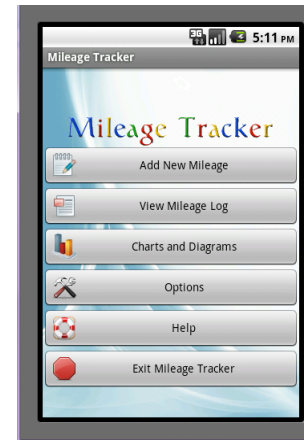 3G
5:11 PM
Mileage Tracker
Mileage Tracker
Add New Mileage
View Mileage Log
Charts and Diagrams
Options
Help
Exit Mileage Tracker